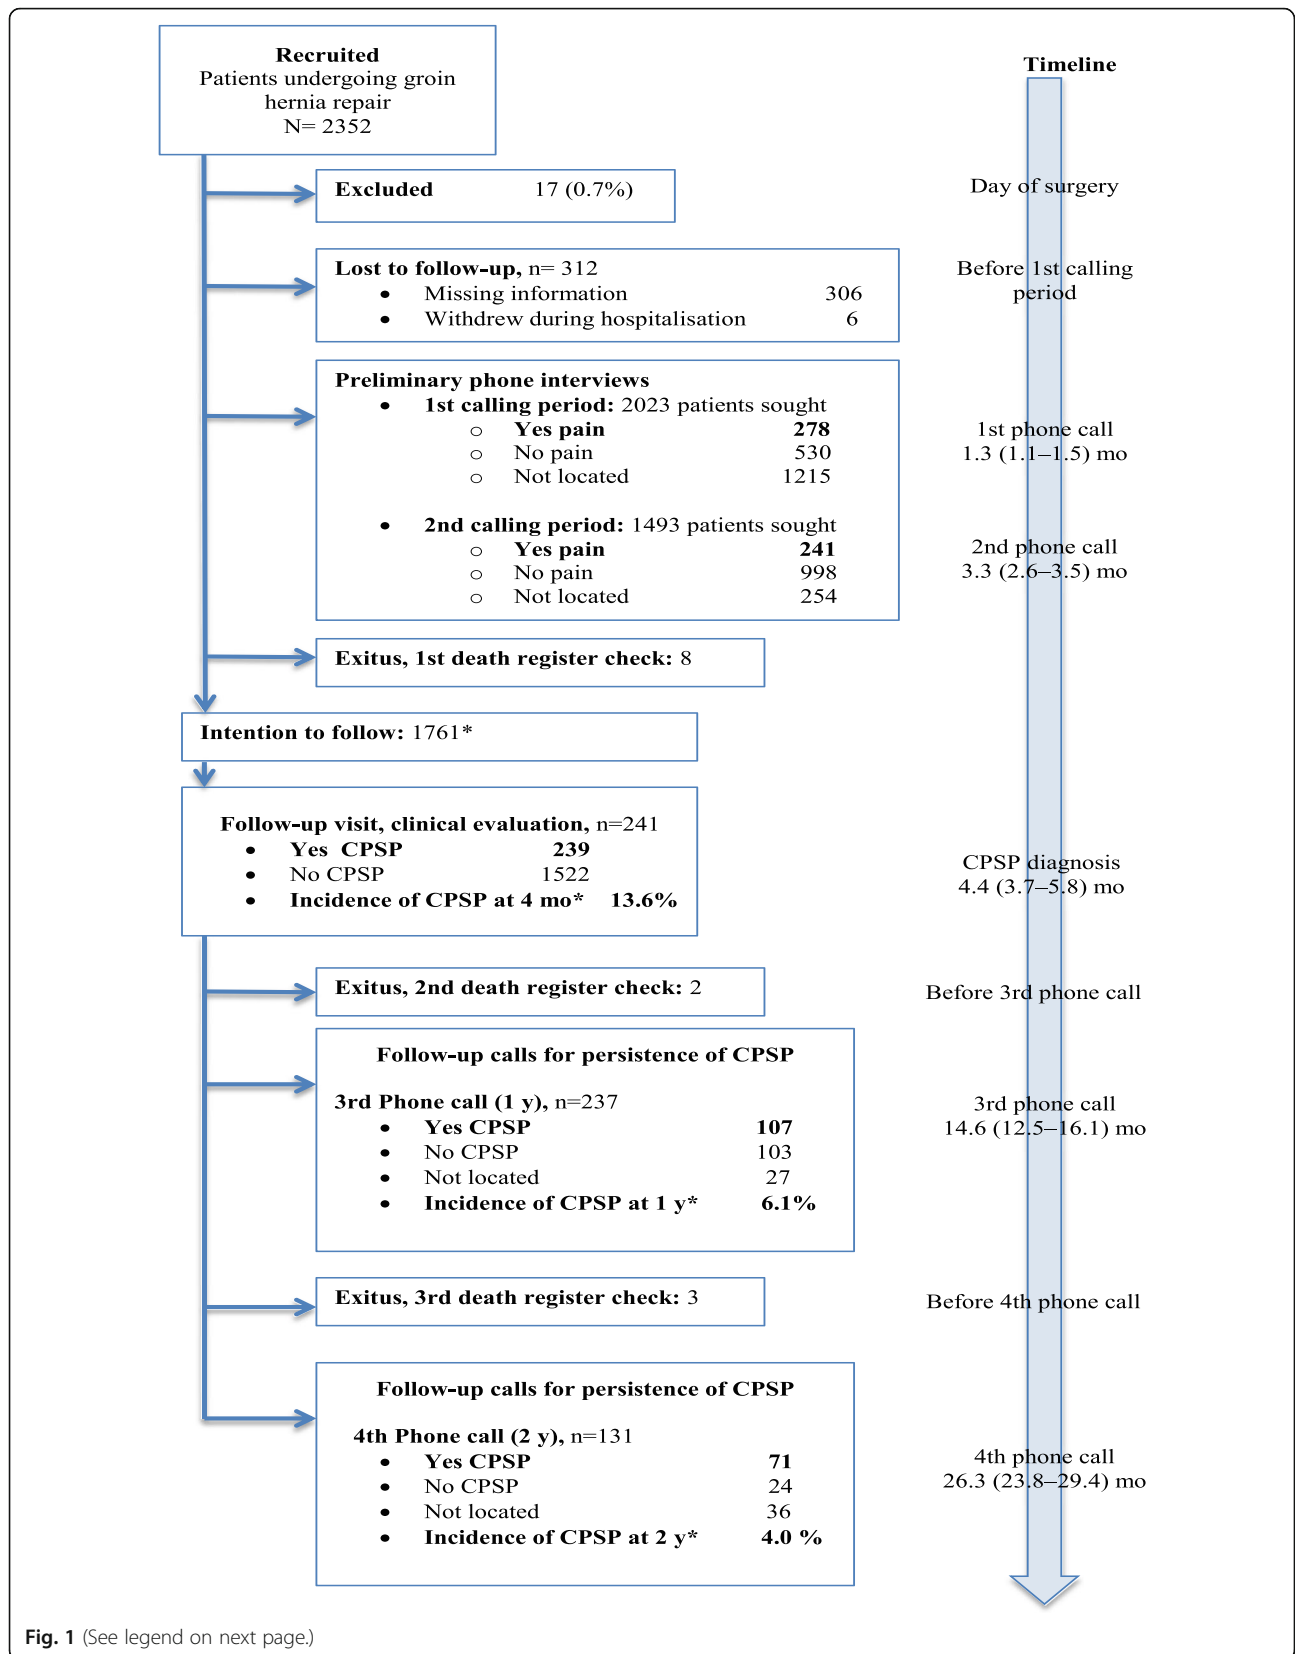 Recruited
Patients undergoing groin
hernia repair
N= 2352
Timeline
Excluded 17 (0.7%)
Day of surgery
Lost to follow-up, n= 312
• Missing information 306
• Withdrew during hospitalisation 6
Before 1st calling
period
Preliminary phone interviews
• 1st calling period: 2023 patients sought
o Yes pain 278
o No pain 530
o Not located 1215
1st phone call
1.3 (1.1–1.5) mo
• 2nd calling period: 1493 patients sought
o Yes pain 241
o No pain 998
o Not located 254
2nd phone call
3.3 (2.6–3.5) mo
Exitus, 1st death register check: 8
Intention to follow: 1761*
Follow-up visit, clinical evaluation, n=241
• Yes CPSP 239
• No CPSP 1522
• Incidence of CPSP at 4 mo* 13.6%
CPSP diagnosis
4.4 (3.7–5.8) mo
Exitus, 2nd death register check: 2
Before 3rd phone call
Follow-up calls for persistence of CPSP
3rd Phone call (1 y), n=237
• Yes CPSP 107
• No CPSP 103
• Not located 27
• Incidence of CPSP at 1 y* 6.1%
3rd phone call
14.6 (12.5–16.1) mo
Exitus, 3rd death register check: 3
Before 4th phone call
Follow-up calls for persistence of CPSP
4th Phone call (2 y), n=131
• Yes CPSP 71
• No CPSP 24
• Not located 36
• Incidence of CPSP at 2 y* 4.0 %
4th phone call
26.3 (23.8–29.4) mo
Fig. 1 (See legend on next page.)